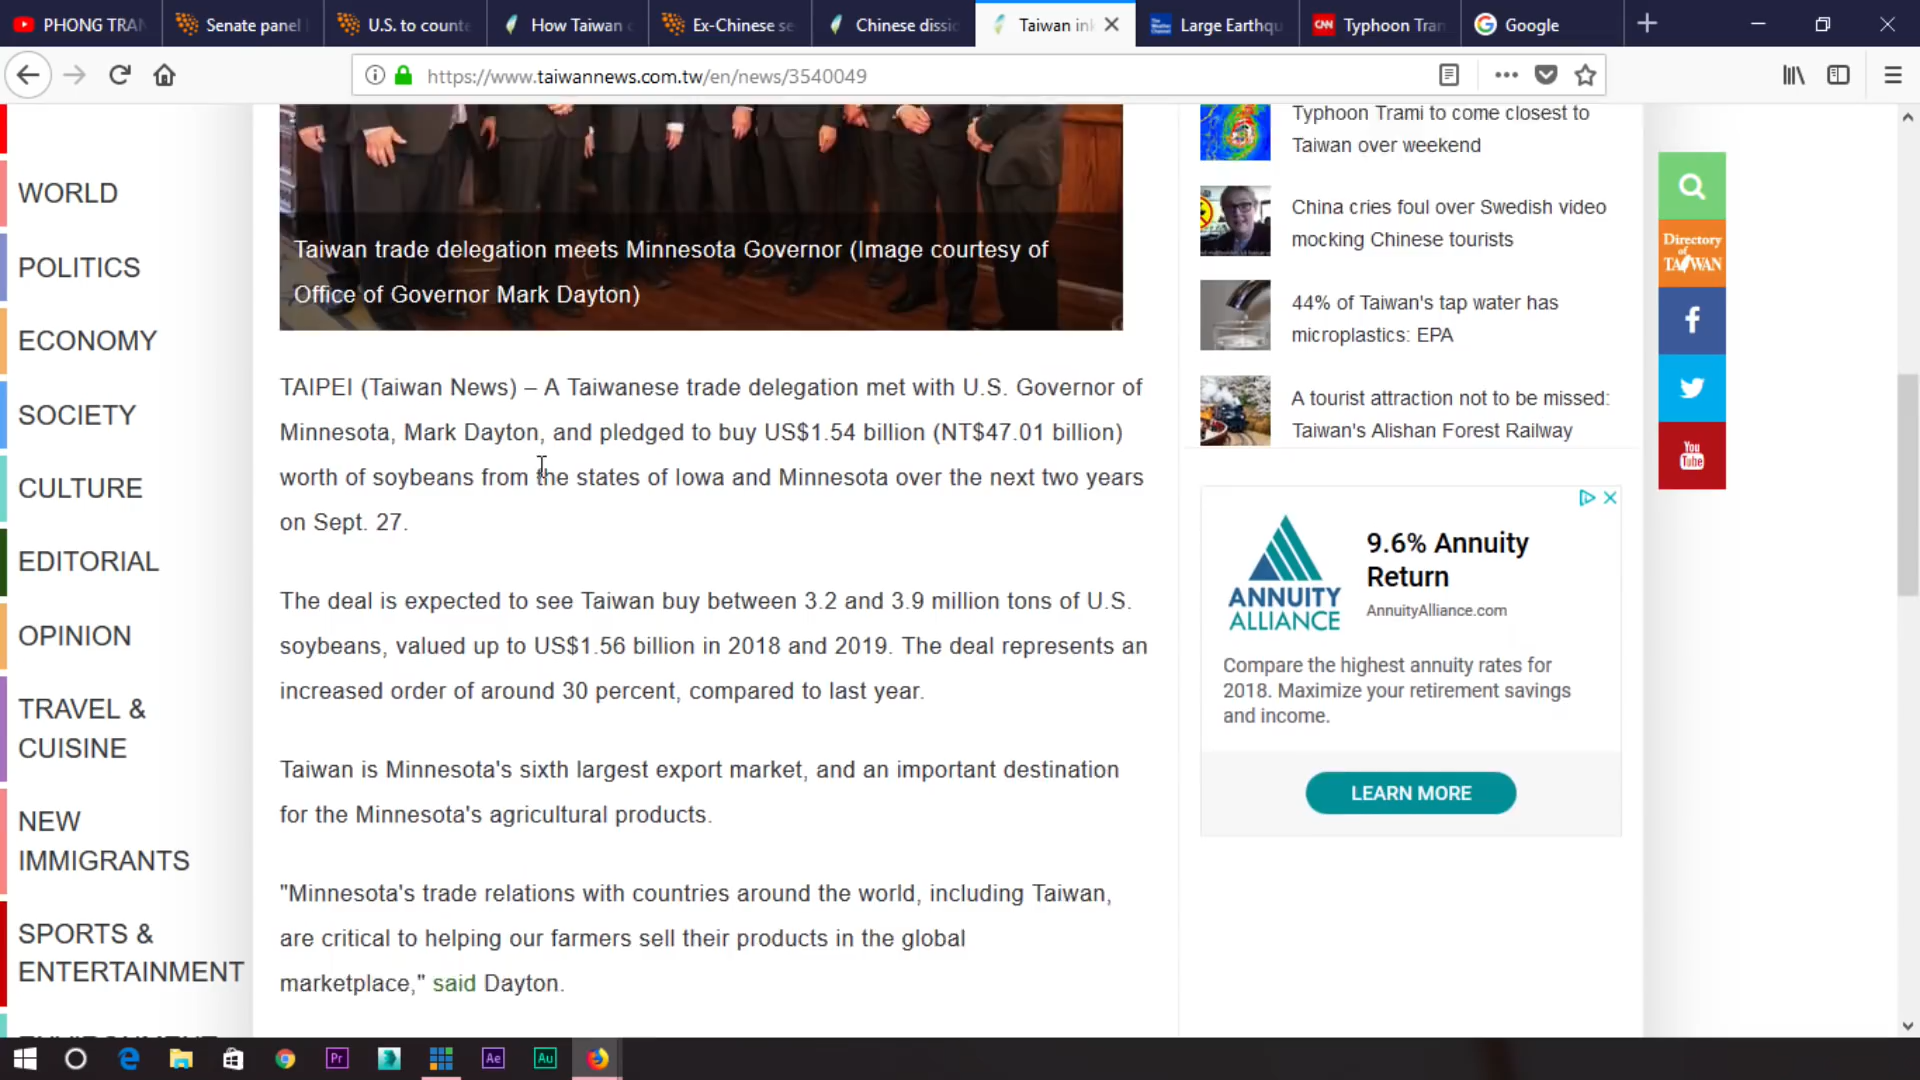 PHONG TRA
Senate panel
U.S. to counte
How Taiwan
Ex-Chinese se
Chinese dissi
Taiwan in
Large Earthqu
CNN
Typhoon Tra
Google
https://www.taiwannews.com.tw/en/news/3540049
WORLD
POLITICS
ECONOMY
SOCIETY
CULTURE
EDITORIAL
OPINION
TRAVEL &
CUISINE
NEW
IMMIGRANTS
SPORTS &
ENTERTAINMENT
Taiwan trade delegation meets Minnesota Governor (Image courtesy of
Office of Governor Mark Dayton)
TAIPEI (Taiwan News) – A Taiwanese trade delegation met with U.S. Governor of
Minnesota, Mark Dayton, and pledged to buy US$1.54 billion (NT$47.01 billion)
worth of soybeans from the states of Iowa and Minnesota over the next two years
on Sept. 27.
The deal is expected to see Taiwan buy between 3.2 and 3.9 million tons of U.S.
soybeans, valued up to US$1.56 billion in 2018 and 2019. The deal represents an
increased order of around 30 percent, compared to last year.
Taiwan is Minnesota's sixth largest export market, and an important destination
for the Minnesota's agricultural products.
"Minnesota's trade relations with countries around the world, including Taiwan,
are critical to helping our farmers sell their products in the global
marketplace," said Dayton.
Typhoon Trami to come closest to
Taiwan over weekend
China cries foul over Swedish video
mocking Chinese tourists
44% of Taiwan's tap water has
microplastics: EPA
A tourist attraction not to be missed:
Taiwan's Alishan Forest Railway
9.6% Annuity
Return
AnnuityAlliance.com
ANNUITY
ALLIANCE
Compare the highest annuity rates for
2018. Maximize your retirement savings
and income.
LEARN MORE
Directory
of
TAIWAN
You
Tube
Pr
Ae
Au